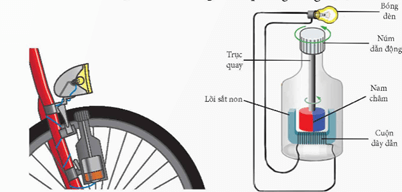 Bóng
đèn
Núm
dẫn động
Trục
quay
Nam
châm
Lõi sắt non
Cuộn
dây dẫn